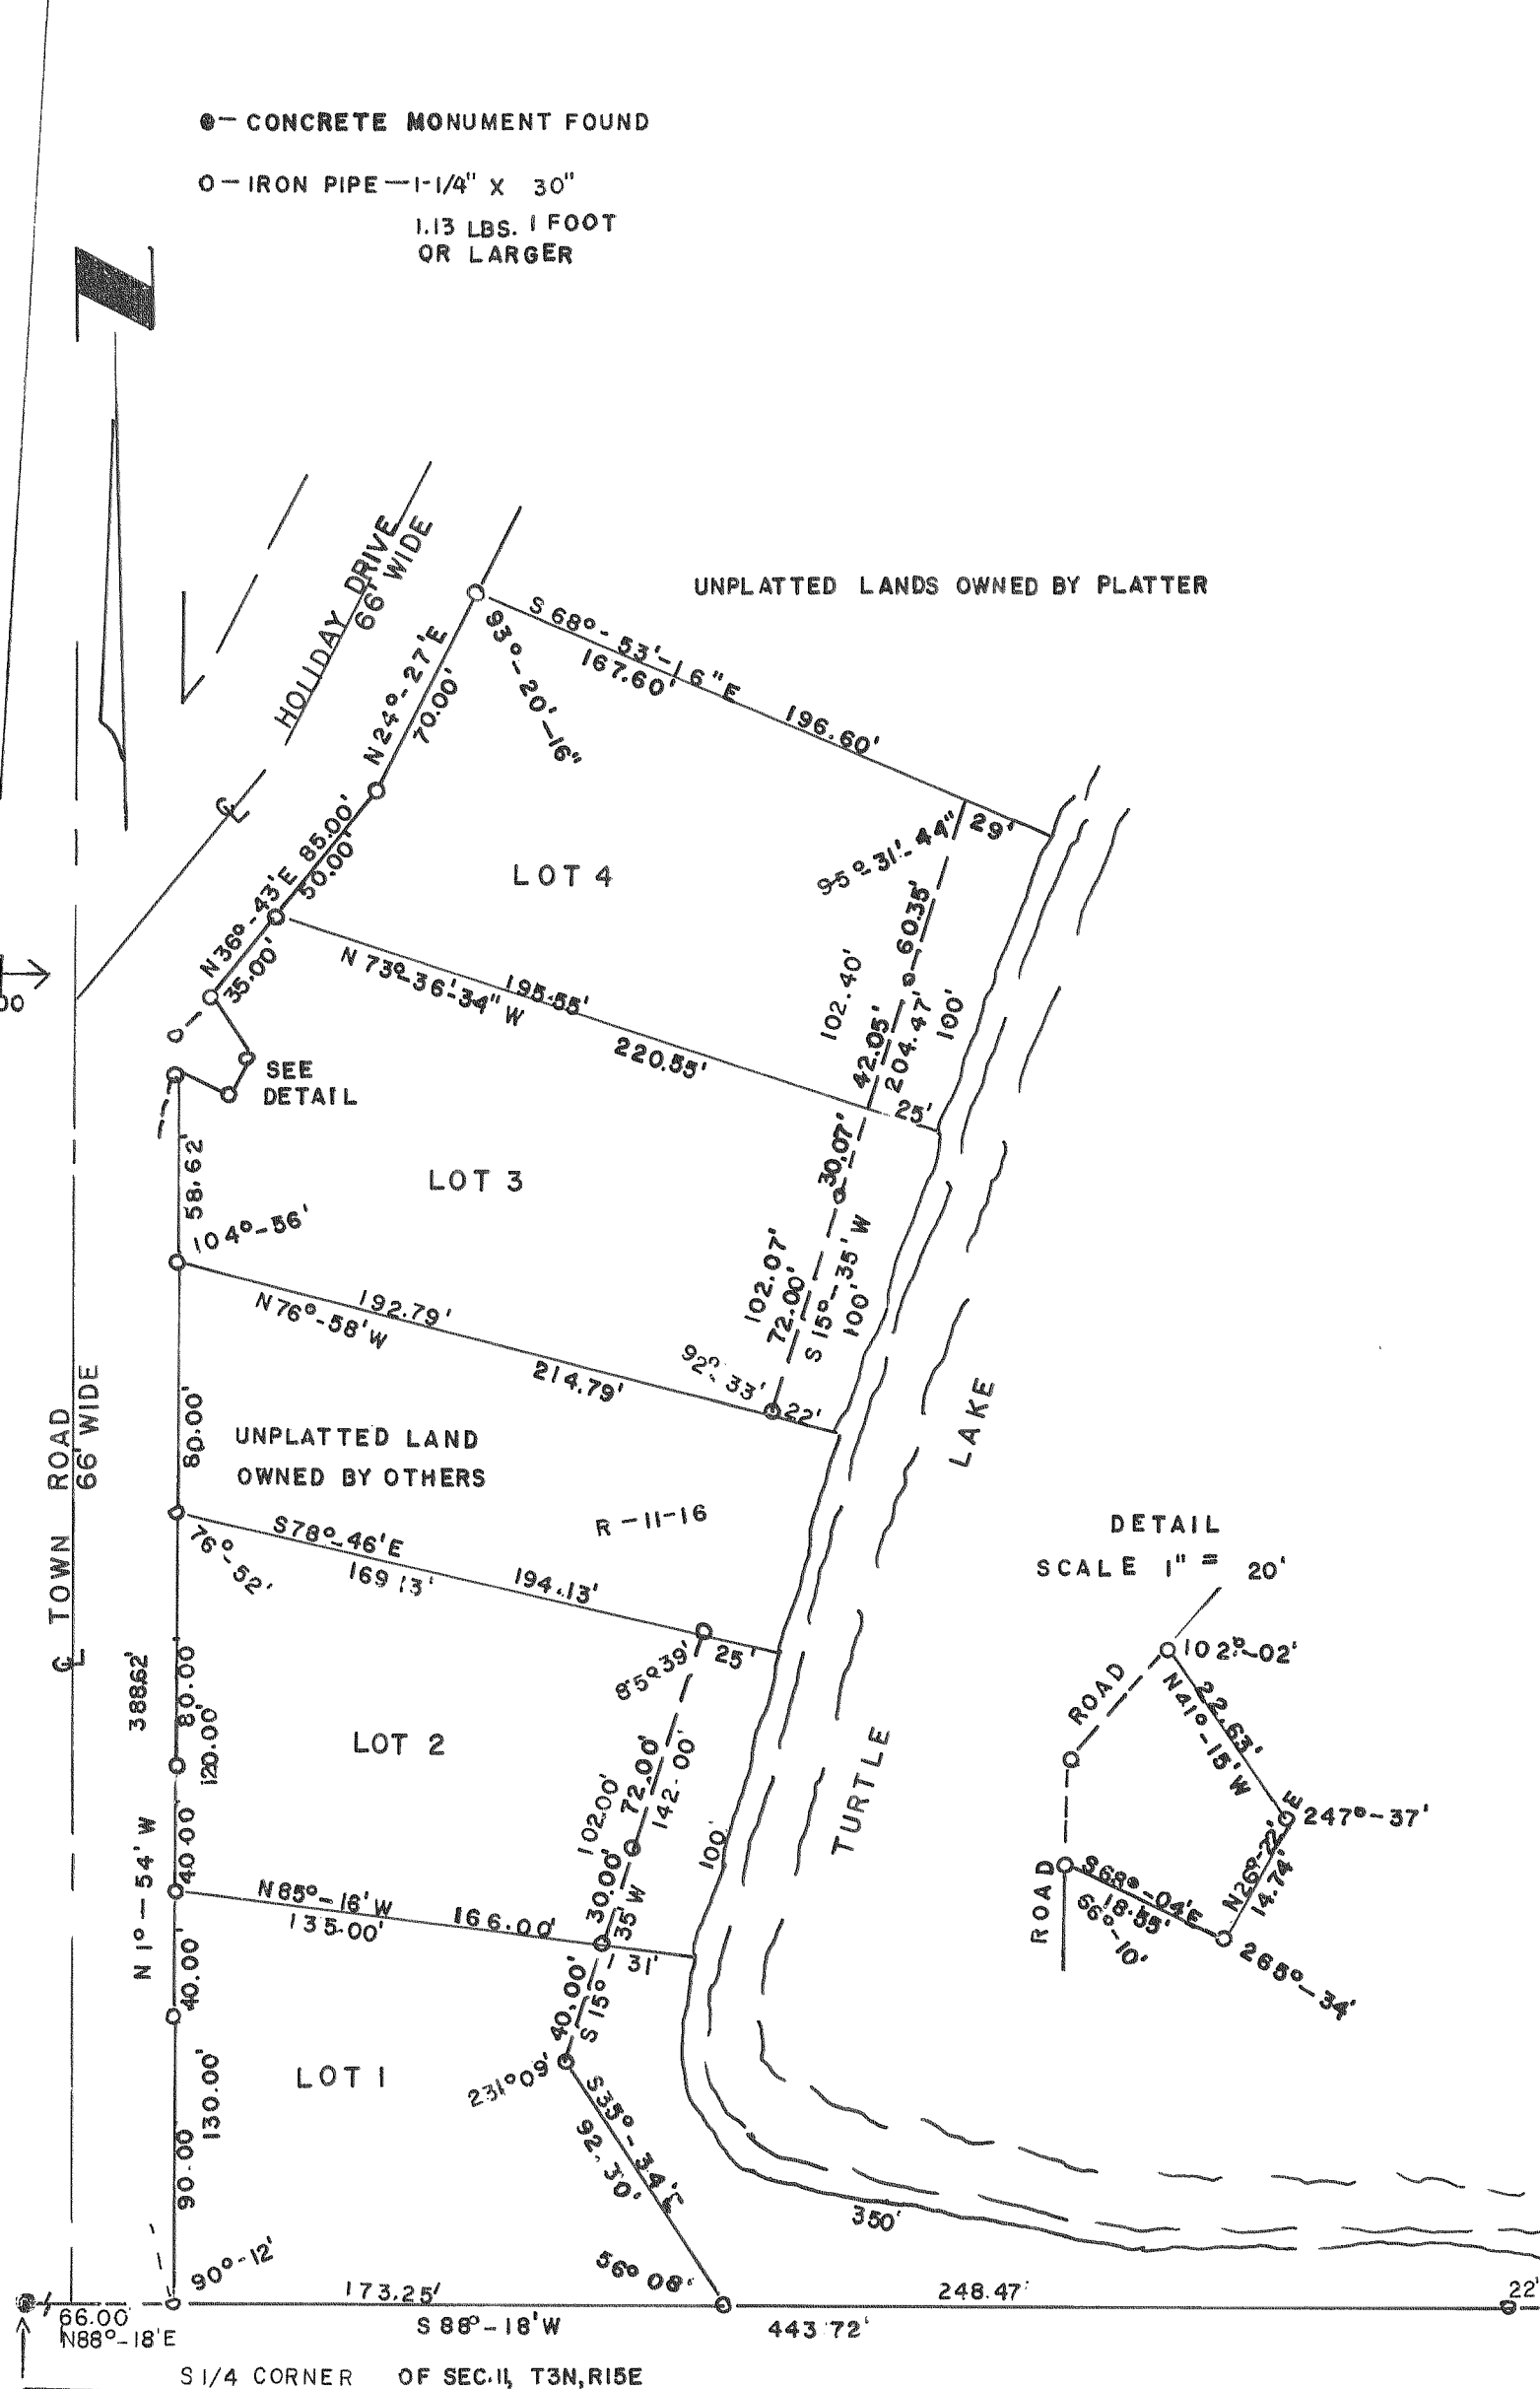 ●— CONCRETE MONUMENT FOUND
O — IRON PIPE — 1-1/4" X 30"
1.13 LBS. 1 FOOT
OR LARGER
N
HOLIDAY DRIVE
66' WIDE
UNPLATTED LANDS OWNED BY PLATTER
S 68°-53'-16"E
167.60'
196.60'
93°-20'-16"
N 24°-27'E
70.00'
℄
N 36°-43'E 85.00'
50.00'
35.00'
LOT 4
95°-31'-44"
29'
60.35'
102.40'
42.05'
204.47'
100'
00
N 73°-36'-34" W
195.55'
220.55'
25'
SEE
DETAIL
58.62'
LOT 3
30.07'
104°-56'
102.07'
72.00'
S 15°-35' W
100'
192.79'
N 76°-58' W
214.79'
92° 33'
22'
TOWN ROAD
66' WIDE
℄
80.00'
UNPLATTED LAND
OWNED BY OTHERS
R-11-16
LAKE
S78°-46'E
76°-52'
169.13'
194.13'
25'
85°39'
DETAIL
SCALE 1" = 20'
102°-02'
ROAD
22.63'
N41°-15'W
247°-37'
N26°-22'E
14.74'
ROAD
S68°-04'E
18.55'
66°-10'
265°-34'
388.62'
80.00
120.00'
LOT 2
72.00'
142.00'
102.00'
100'
TURTLE
N 1°-54' W
40.00
30.00'
N 85°-16' W
135.00'
166.00'
31'
S 15°-35' W
40.00'
40.00'
LOT 1
231°09'
130.00'
90.00
S35°-34'E
92.30'
350'
90°-12'
56° 08'
173.25'
248.47'
22'
66.00'
N88°-18'E
S 88°-18' W
443.72'
S 1/4 CORNER OF SEC. 11, T3N, R15E